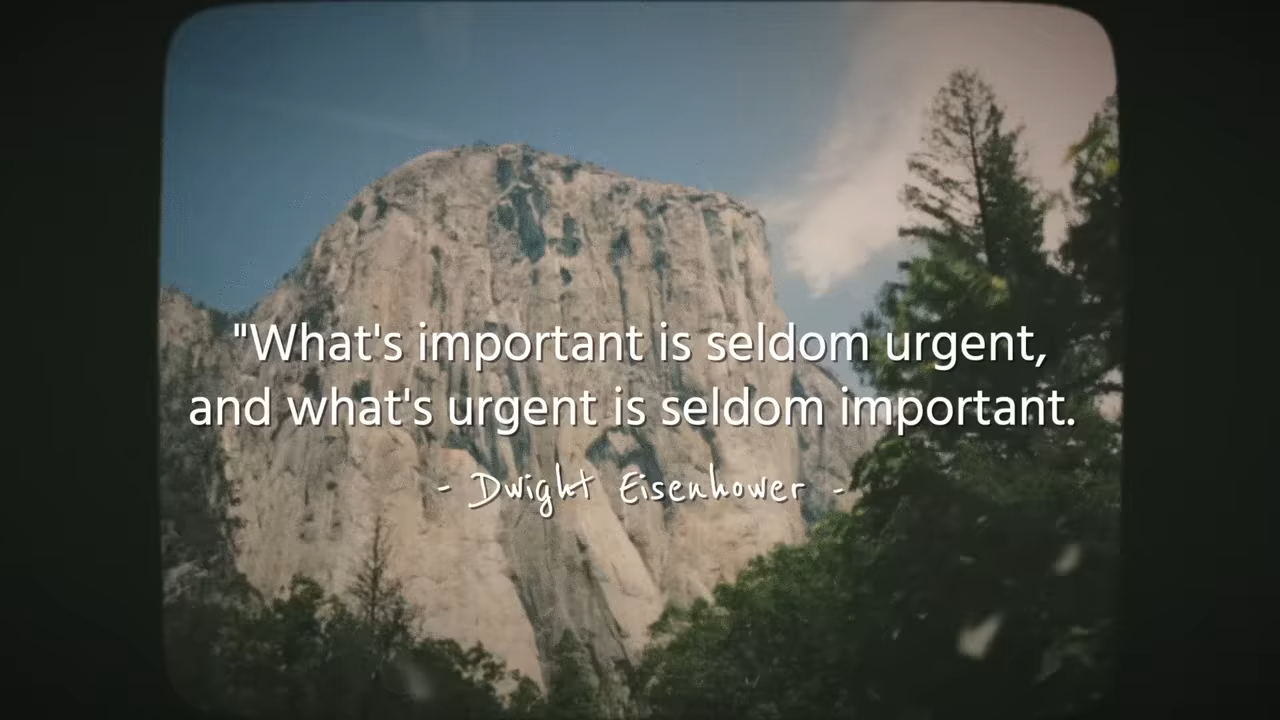 "What's important is seldom urgent,
and what's urgent is seldom important.
- Dwight Eisenhower -